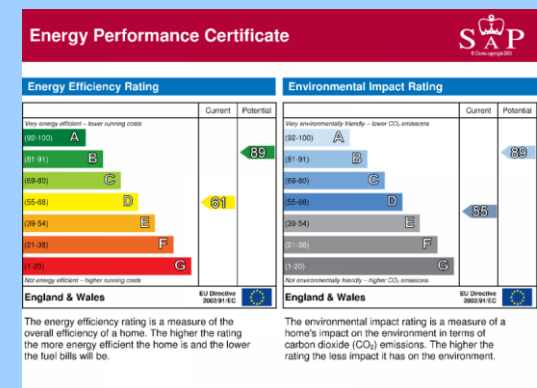 Energy Performance Certificate
SAP
© Crown copyright 2005
Energy Efficiency Rating
Current Potential
Very energy efficient – lower running costs
(92-100) A
(81-91) B
89
(69-80) C
(55-68) D
61
(39-54) E
(21-38) F
(1-20) G
Not energy efficient – higher running costs
England & Wales
EU Directive
2002/91/EC
The energy efficiency rating is a measure of the
overall efficiency of a home. The higher the rating
the more energy efficient the home is and the lower
the fuel bills will be.
Environmental Impact Rating
Current Potential
Very environmentally friendly – lower CO₂ emissions
(92-100) A
(81-91) B
89
(69-80) C
(55-68) D
55
(39-54) E
(21-38) F
(1-20) G
Not environmentally friendly – higher CO₂ emissions
England & Wales
EU Directive
2002/91/EC
The environmental impact rating is a measure of a
home's impact on the environment in terms of
carbon dioxide (CO₂) emissions. The higher the
rating the less impact it has on the environment.